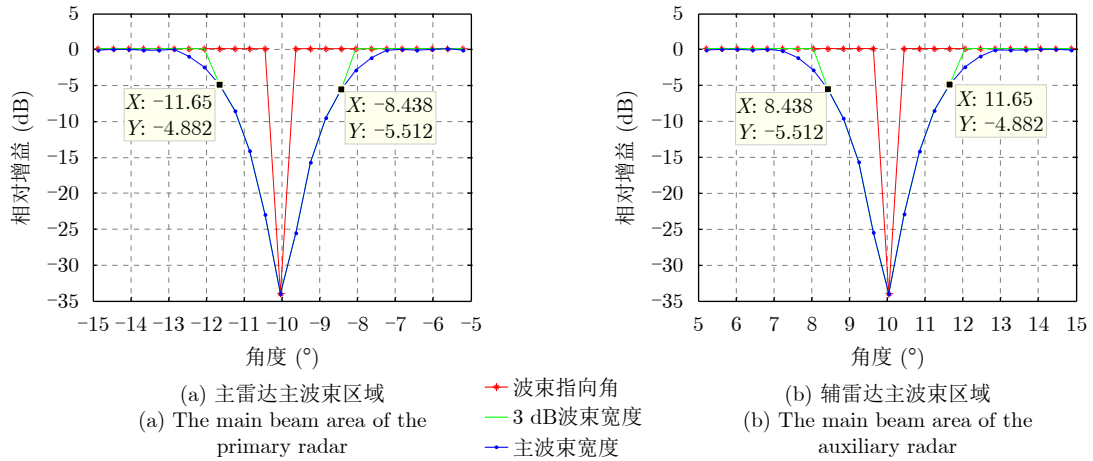 5
0
−5
−10
−15
−20
−25
−30
−35
相对增益 (dB)
X: −11.65
Y: −4.882
X: −8.438
Y: −5.512
−15 −14 −13 −12 −11 −10 −9 −8 −7 −6 −5
角度 (°)
(a) 主雷达主波束区域
(a) The main beam area of the
primary radar
5
0
−5
−10
−15
−20
−25
−30
−35
相对增益 (dB)
X: 8.438
Y: −5.512
X: 11.65
Y: −4.882
5 6 7 8 9 10 11 12 13 14 15
角度 (°)
(b) 辅雷达主波束区域
(b) The main beam area of the
auxiliary radar
波束指向角
3 dB波束宽度
主波束宽度